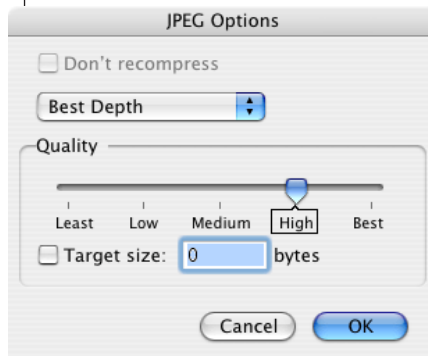 JPEG Options
Don't recompress
Best Depth
Quality
Least Low Medium High Best
Target size: 0 bytes
Cancel OK